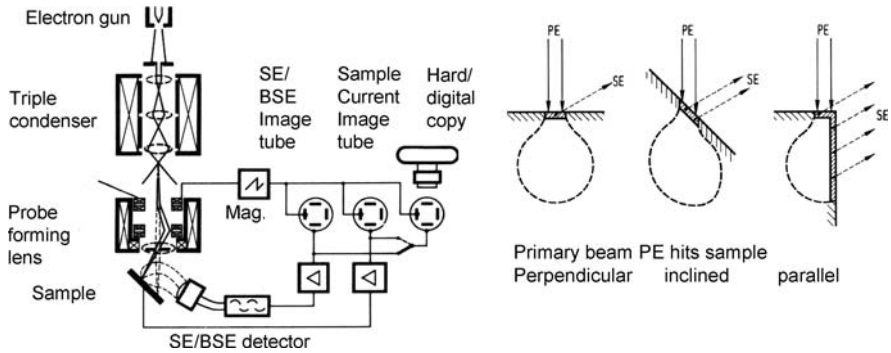 Electron gun
Triple
condenser
Probe
forming
lens
Sample
SE/
BSE
Image
tube
Sample
Current
Image
tube
Hard/
digital
copy
Mag.
SE/BSE detector
PE
SE
PE
SE
PE
SE
Primary beam PE hits sample
Perpendicular inclined parallel